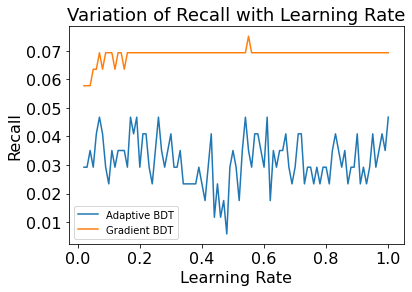 Variation of Recall with Learning Rate
Recall
0.07
0.06
0.05
0.04
0.03
0.02
0.01
Adaptive BDT
Gradient BDT
0.0 0.2 0.4 0.6 0.8 1.0
Learning Rate